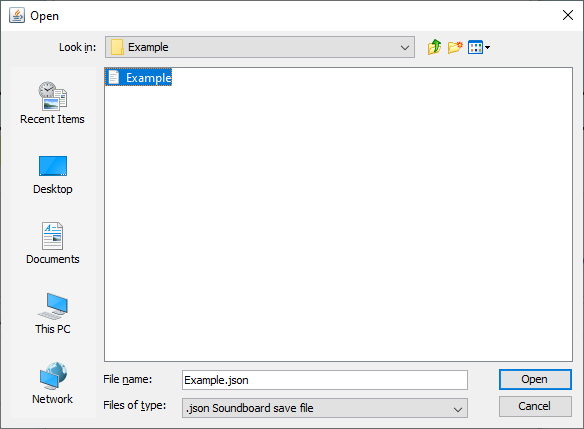 Open
Look in:
Example
Example
Recent Items
Desktop
Documents
This PC
Network
File name:
Example.json
Open
Files of type:
.json Soundboard save file
Cancel